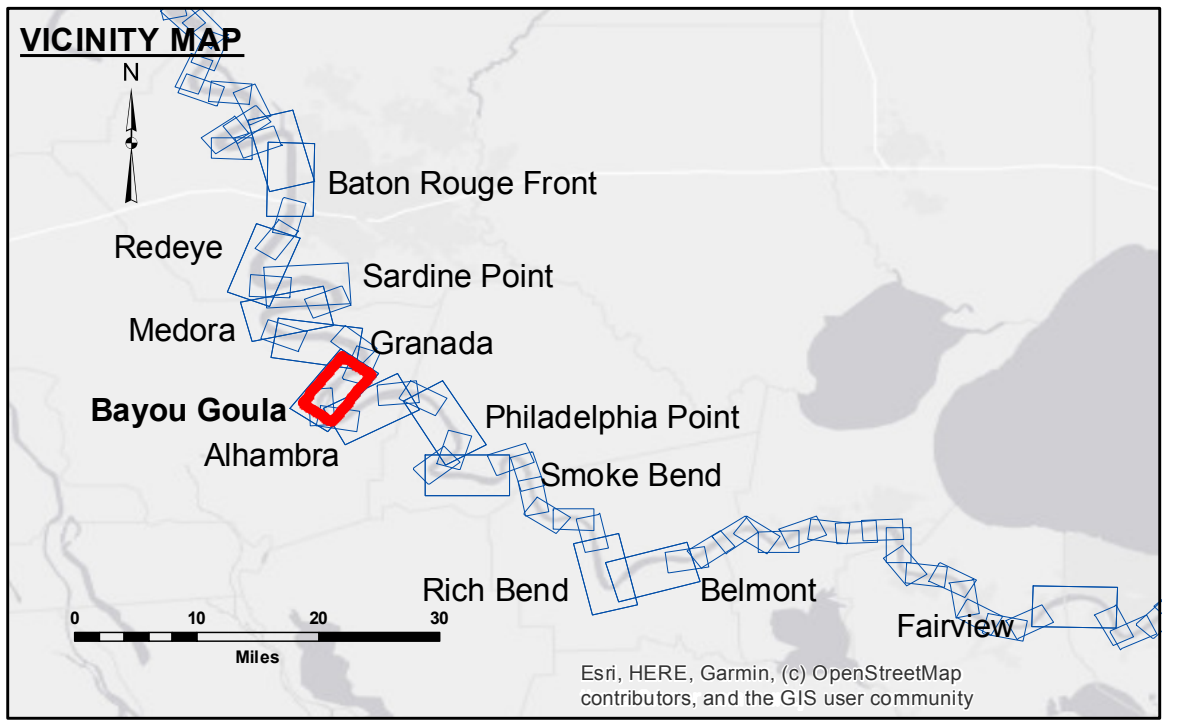 VICINITY MAP
N
Baton Rouge Front
Redeye
Sardine Point
Medora
Granada
Bayou Goula
Philadelphia Point
Alhambra
Smoke Bend
Rich Bend
Belmont
Fairview
0 10 20 30
Miles
Esri, HERE, Garmin, (c) OpenStreetMap
contributors, and the GIS user community